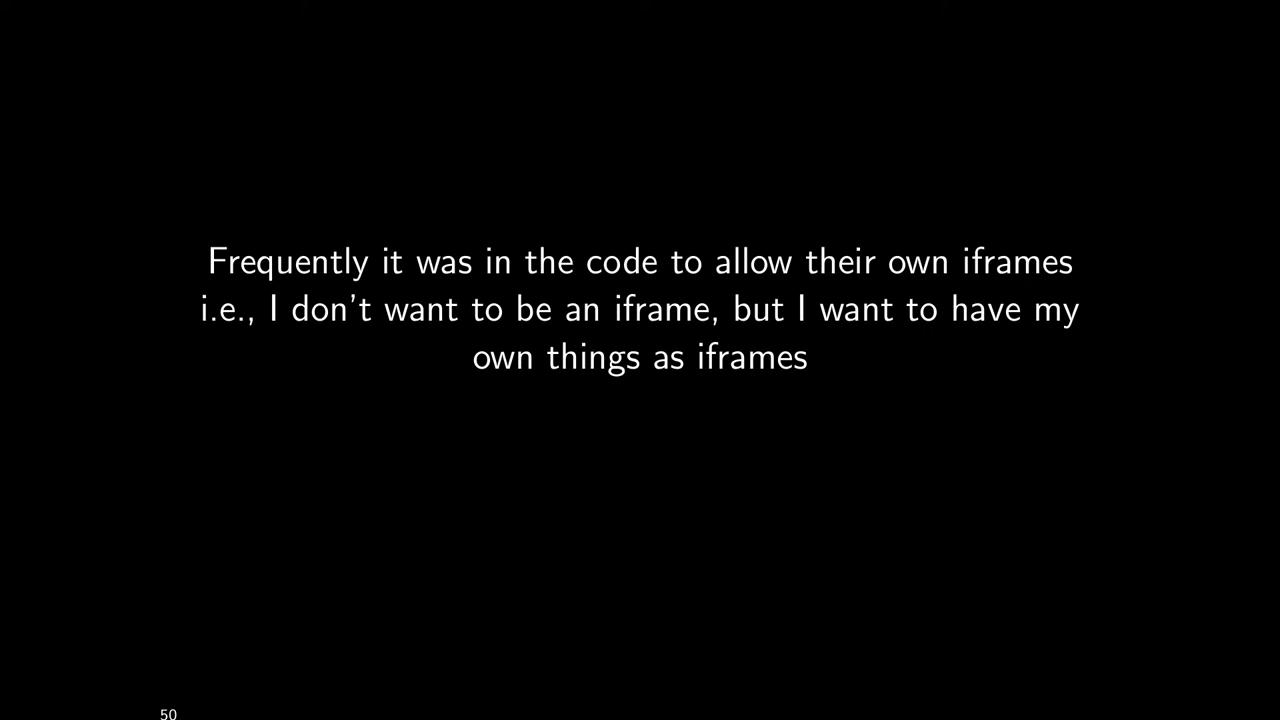 Frequently it was in the code to allow their own iframes
i.e., I don't want to be an iframe, but I want to have my
own things as iframes
50